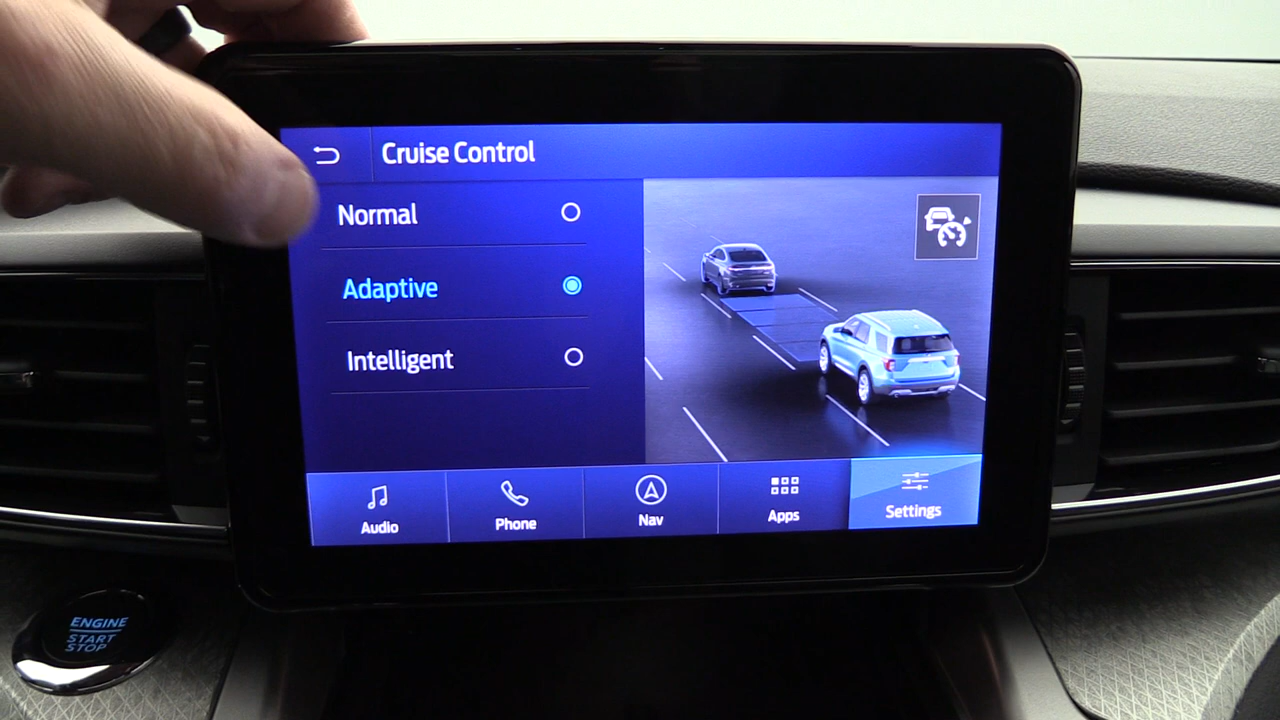 Cruise Control
Normal
Adaptive
Intelligent
Audio
Phone
Nav
Apps
Settings
ENGINE
START
STOP